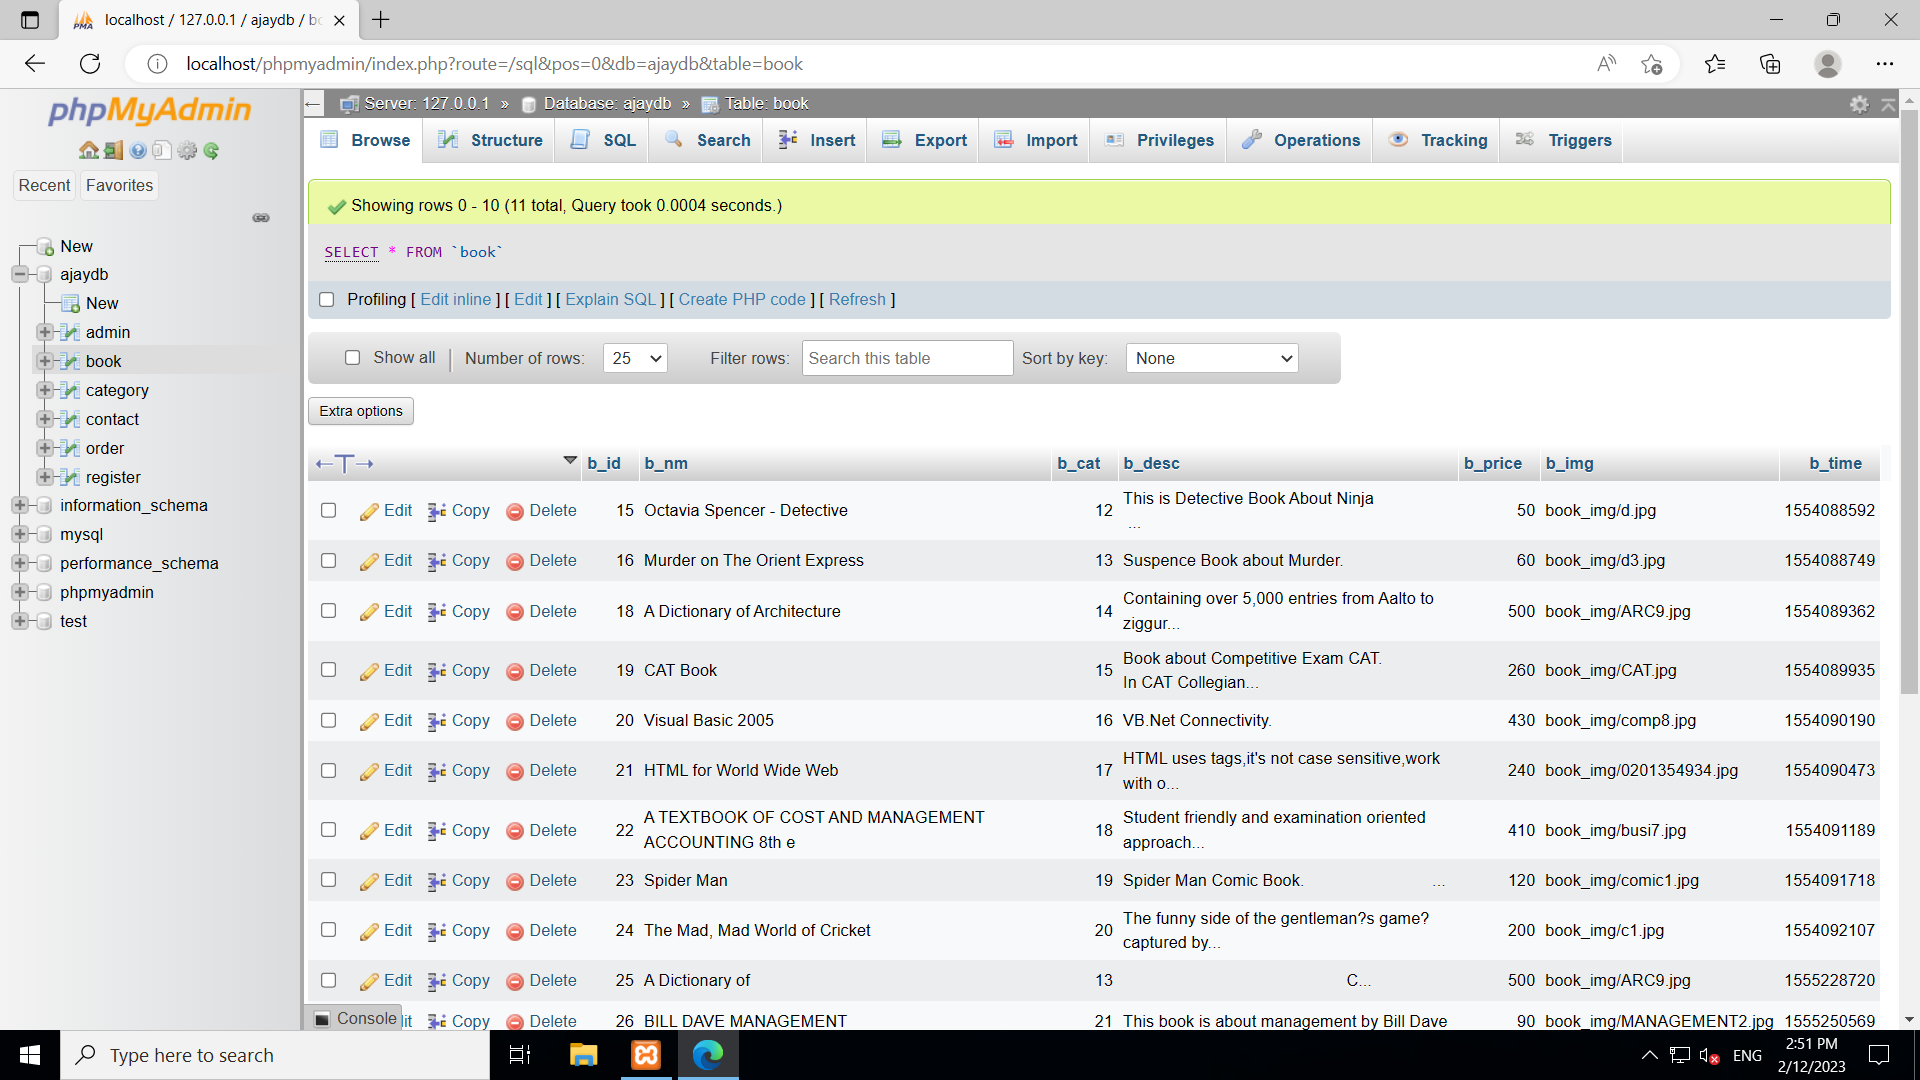 localhost / 127.0.0.1 / ajaydb / bo
localhost/phpmyadmin/index.php?route=/sql&pos=0&db=ajaydb&table=book
phpMyAdmin
Recent Favorites
New
ajaydb
New
admin
book
category
contact
order
register
information_schema
mysql
performance_schema
phpmyadmin
test
Server: 127.0.0.1 » Database: ajaydb » Table: book
Browse Structure SQL Search Insert Export Import Privileges Operations Tracking Triggers
Showing rows 0 - 10 (11 total, Query took 0.0004 seconds.)
SELECT * FROM `book`
Profiling [ Edit inline ] [ Edit ] [ Explain SQL ] [ Create PHP code ] [ Refresh ]
Show all Number of rows: 25 Filter rows: Search this table Sort by key: None
Extra options
b_id b_nm b_cat b_desc b_price b_img b_time
Edit Copy Delete 15 Octavia Spencer - Detective 12 This is Detective Book About Ninja
... 50 book_img/d.jpg 1554088592
Edit Copy Delete 16 Murder on The Orient Express 13 Suspence Book about Murder. 60 book_img/d3.jpg 1554088749
Edit Copy Delete 18 A Dictionary of Architecture 14 Containing over 5,000 entries from Aalto to
ziggur... 500 book_img/ARC9.jpg 1554089362
Edit Copy Delete 19 CAT Book 15 Book about Competitive Exam CAT.
In CAT Collegian... 260 book_img/CAT.jpg 1554089935
Edit Copy Delete 20 Visual Basic 2005 16 VB.Net Connectivity. 430 book_img/comp8.jpg 1554090190
Edit Copy Delete 21 HTML for World Wide Web 17 HTML uses tags,it's not case sensitive,work
with o... 240 book_img/0201354934.jpg 1554090473
Edit Copy Delete 22 A TEXTBOOK OF COST AND MANAGEMENT
ACCOUNTING 8th e 18 Student friendly and examination oriented
approach... 410 book_img/busi7.jpg 1554091189
Edit Copy Delete 23 Spider Man 19 Spider Man Comic Book. ... 120 book_img/comic1.jpg 1554091718
Edit Copy Delete 24 The Mad, Mad World of Cricket 20 The funny side of the gentleman?s game?
captured by... 200 book_img/c1.jpg 1554092107
Edit Copy Delete 25 A Dictionary of 13 C... 500 book_img/ARC9.jpg 1555228720
Console
Copy Delete 26 BILL DAVE MANAGEMENT 21 This book is about management by Bill Dave 90 book_img/MANAGEMENT2.jpg 1555250569
Type here to search
ENG
2:51 PM
2/12/2023